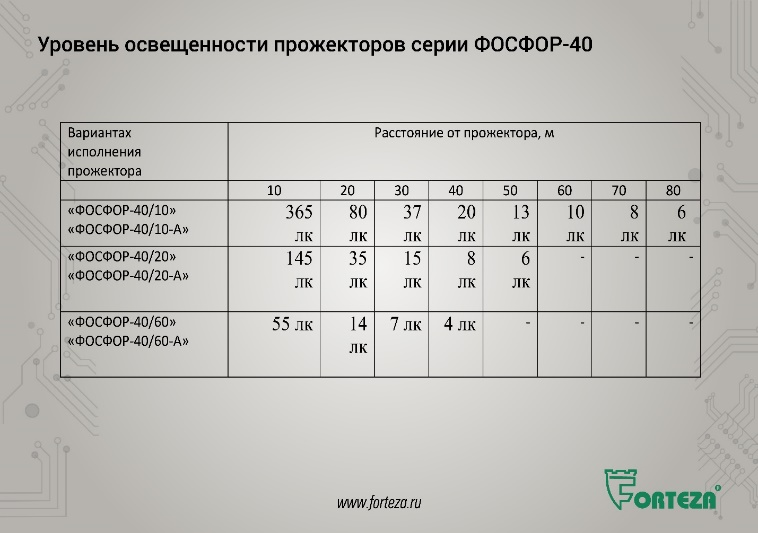 Уровень освещенности прожекторов серии ФОСФОР-40
Вариантах
исполнения
прожектора
Расстояние от прожектора, м
10 20 30 40 50 60 70 80
«ФОСФОР-40/10»
«ФОСФОР-40/10-А»
365 лк 80 лк 37 лк 20 лк 13 лк 10 лк 8 лк 6 лк
«ФОСФОР-40/20»
«ФОСФОР-40/20-А»
145 лк 35 лк 15 лк 8 лк 6 лк - - -
«ФОСФОР-40/60»
«ФОСФОР-40/60-А»
55 лк 14 лк 7 лк 4 лк - - - -
www.forteza.ru
FORTEZA®